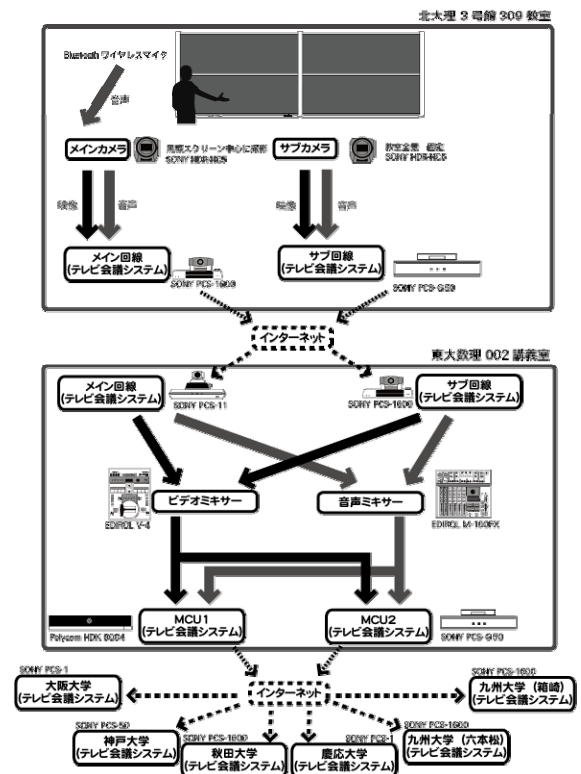 北大理 3 号館 309 教室
Bluetooth ワイヤレスマイク
音声
メインカメラ
黒板スクリーン中心に撮影
SONY HDR-HC5
サブカメラ
教室全景 固定
SONY HDR-HC5
映像
音声
映像
音声
メイン回線
(テレビ会議システム)
SONY PCS-1600
サブ回線
(テレビ会議システム)
SONY PCS-G50
インターネット
東大数理 002 講義室
メイン回線
(テレビ会議システム)
SONY PCS-11
SONY PCS-1600
サブ回線
(テレビ会議システム)
ビデオミキサー
EDIROL V-4
音声ミキサー
EDIROL M-160FX
Polycom HDX 8004
MCU1
(テレビ会議システム)
MCU2
(テレビ会議システム)
SONY PCS-G50
インターネット
SONY PCS-1
大阪大学
(テレビ会議システム)
SONY PCS-1600
九州大学（箱崎）
(テレビ会議システム)
SONY PCS-50
神戸大学
(テレビ会議システム)
SONY PCS-1600
秋田大学
(テレビ会議システム)
SONY PCS-1
慶応大学
(テレビ会議システム)
SONY PCS-1600
九州大学（六本松）
(テレビ会議システム)